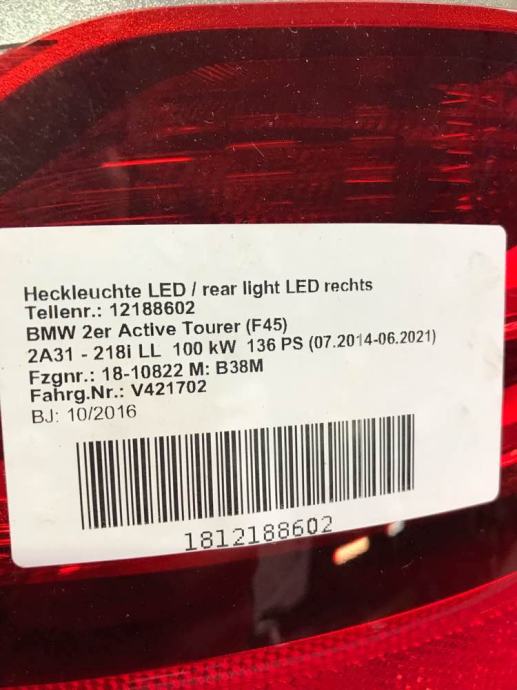 Heckleuchte LED / rear light LED rechts
Tellenr.: 12188602
BMW 2er Active Tourer (F45)
2A31 - 218i LL 100 kW 136 PS (07.2014-06.2021)
Fzgnr.: 18-10822 M: B38M
Fahrg.Nr.: V421702
BJ: 10/2016
1812188602